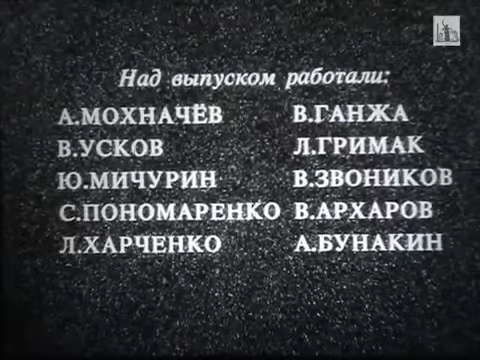 Над выпуском работали:
А.МОХНАЧЁВ В.ГАНЖА
В.УСКОВ Л.ГРИМАК
Ю.МИЧУРИН В.ЗВОНИКОВ
С.ПОНОМАРЕНКО В.АРХАРОВ
Л.ХАРЧЕНКО А.БУНАКИН